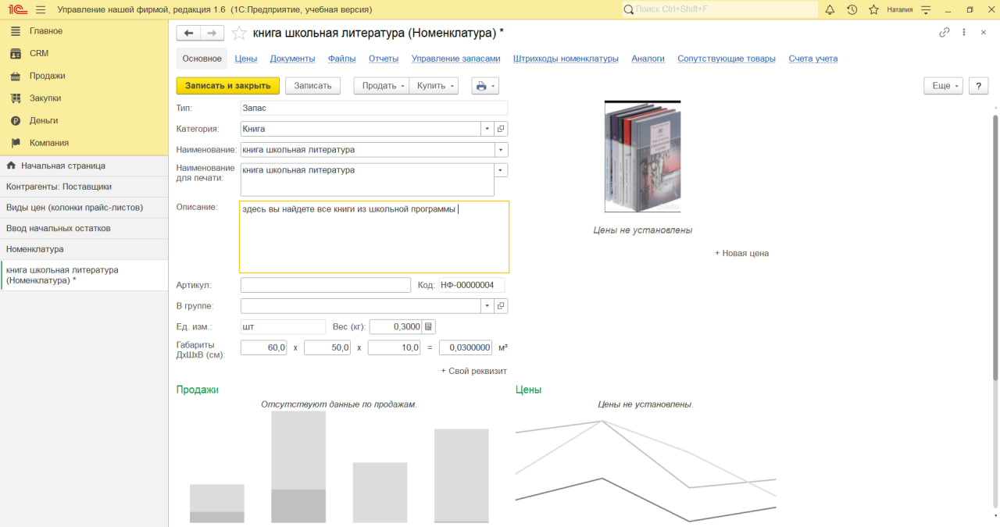 1С Управление нашей фирмой, редакция 1.6 (1С:Предприятие, учебная версия)
Поиск Ctrl+Shift+F
Наталия
Главное
CRM
Продажи
Закупки
Деньги
Компания
Начальная страница
Контрагенты: Поставщики
Виды цен (колонки прайс-листов)
Ввод начальных остатков
Номенклатура
книга школьная литература
(Номенклатура) *
книга школьная литература (Номенклатура) *
Основное Цены Документы Файлы Отчеты Управление запасами Штрихкоды номенклатуры Аналоги Сопутствующие товары Счета учета
Записать и закрыть Записать Продать Купить Еще ?
Тип: Запас
Категория: Книга
Наименование: книга школьная литература
Наименование
для печати:
книга школьная литература
Описание: здесь вы найдете все книги из школьной программы
Цены не установлены
+ Новая цена
Артикул: Код: НФ-00000004
В группе:
Ед. изм.: шт Вес (кг): 0,3000
Габариты
ДхШхВ (см):
60,0 x 50,0 x 10,0 = 0,0300000 м³
+ Свой реквизит
Продажи
Отсутствуют данные по продажам.
Цены
Цены не установлены.